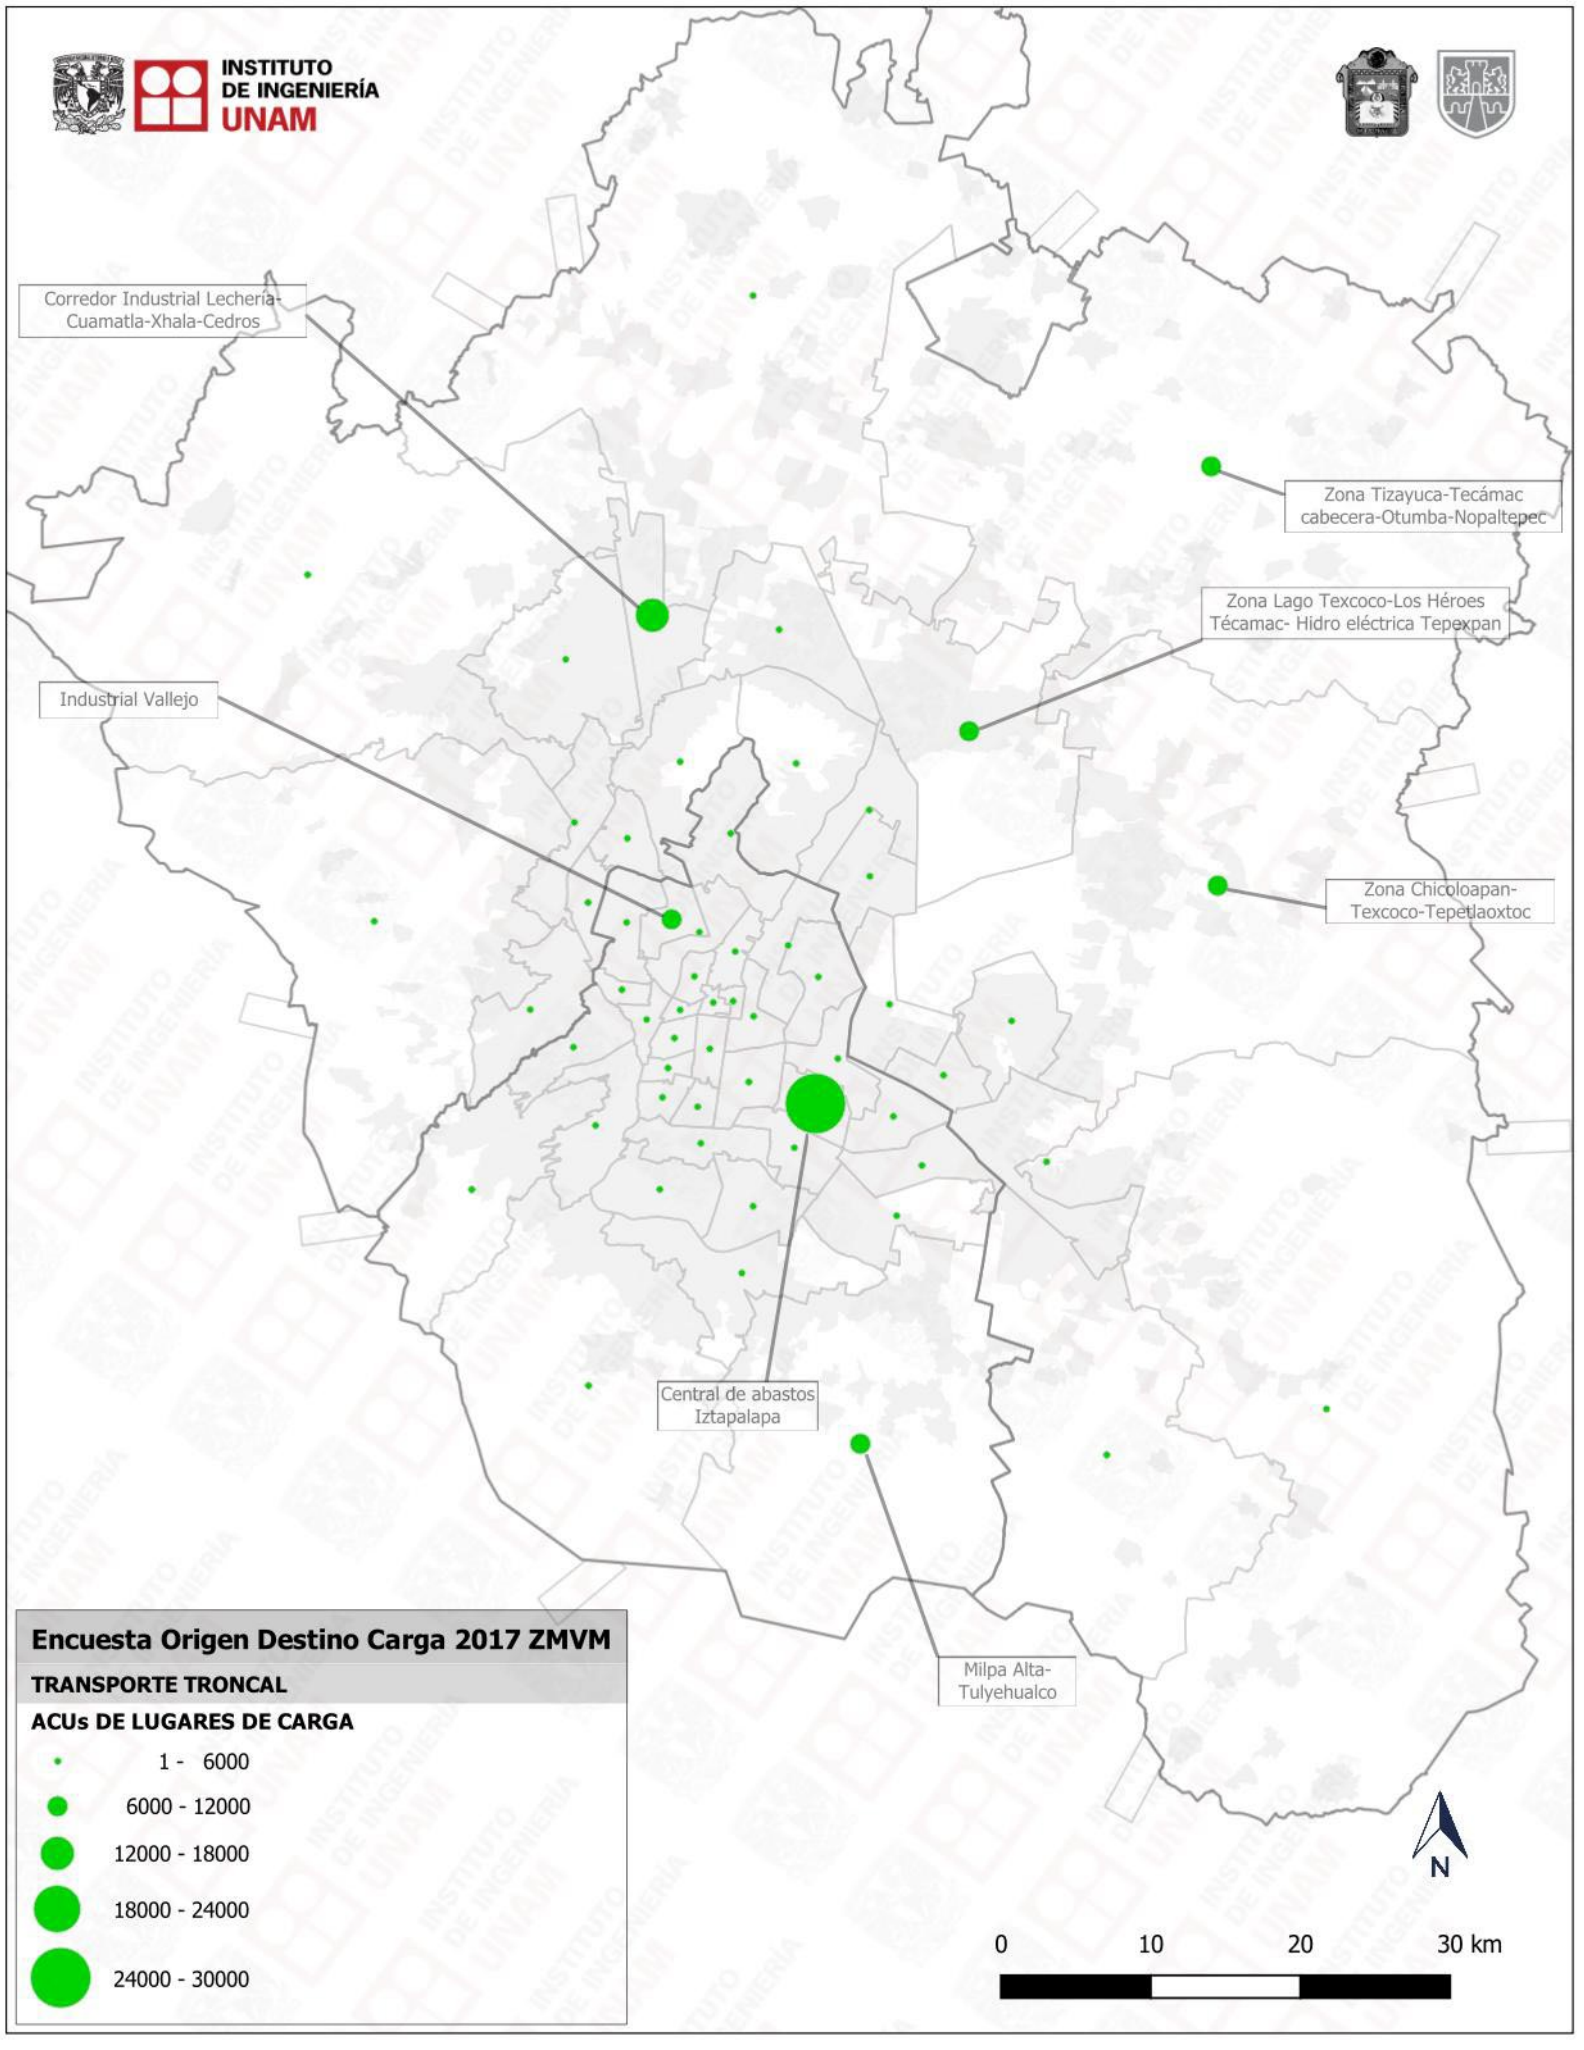 INSTITUTO
DE INGENIERÍA
UNAM
Corredor Industrial Lechería-
Cuamatla-Xhala-Cedros
Zona Tizayuca-Tecámac
cabecera-Otumba-Nopaltepec
Zona Lago Texcoco-Los Héroes
Técamac- Hidro eléctrica Tepexpan
Industrial Vallejo
Zona Chicoloapan-
Texcoco-Tepetlaoxtoc
Central de abastos
Iztapalapa
Milpa Alta-
Tulyehualco
Encuesta Origen Destino Carga 2017 ZMVM
TRANSPORTE TRONCAL
ACUs DE LUGARES DE CARGA
1 - 6000
6000 - 12000
12000 - 18000
18000 - 24000
24000 - 30000
N
0 10 20 30 km